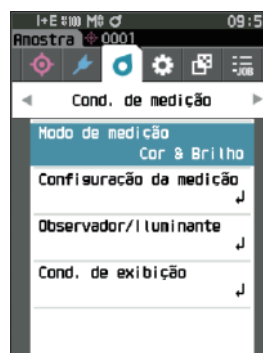 I+E M 09:5
Amostra 0001
JOB
Cond. de medição
Modo de medição
Cor & Brilho
Configuração da medição
Observador/Iluminante
Cond. de exibição